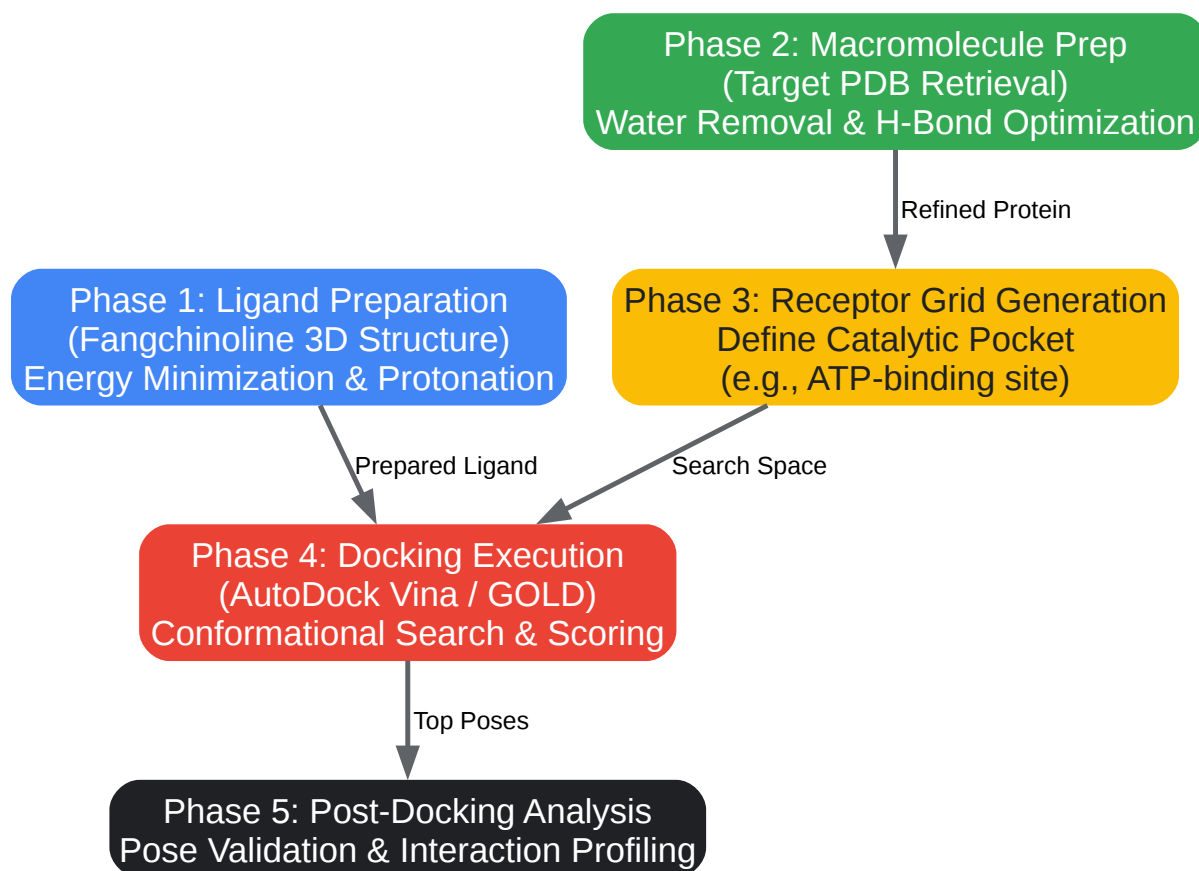 Phase 2: Macromolecule Prep
(Target PDB Retrieval)
Water Removal & H-Bond Optimization
Refined Protein
Phase 1: Ligand Preparation
(Fangchinoline 3D Structure)
Energy Minimization & Protonation
Phase 3: Receptor Grid Generation
Define Catalytic Pocket
(e.g., ATP-binding site)
Prepared Ligand
Search Space
Phase 4: Docking Execution
(AutoDock Vina / GOLD)
Conformational Search & Scoring
Top Poses
Phase 5: Post-Docking Analysis
Pose Validation & Interaction Profiling